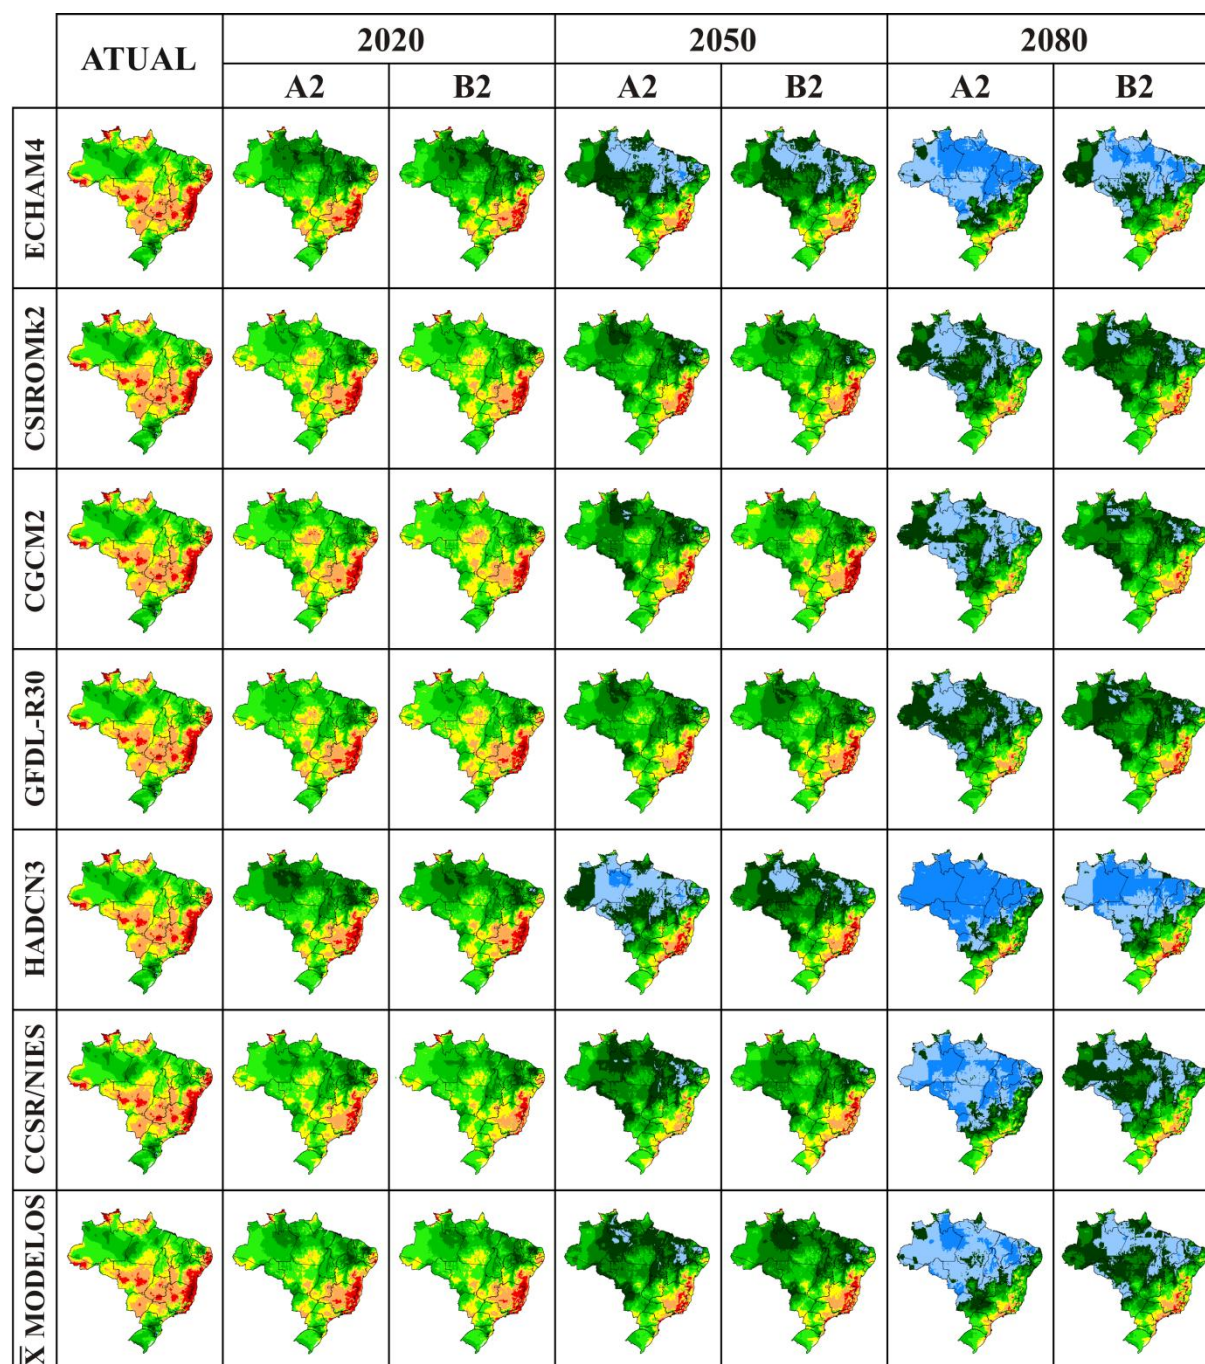 ATUAL 2020 2050 2080
A2 B2 A2 B2 A2 B2
ECHAM4
CSIROMk2
CGCM2
GFDL-R30
HADCN3
CCSR/NIES
X̅ MODELOS